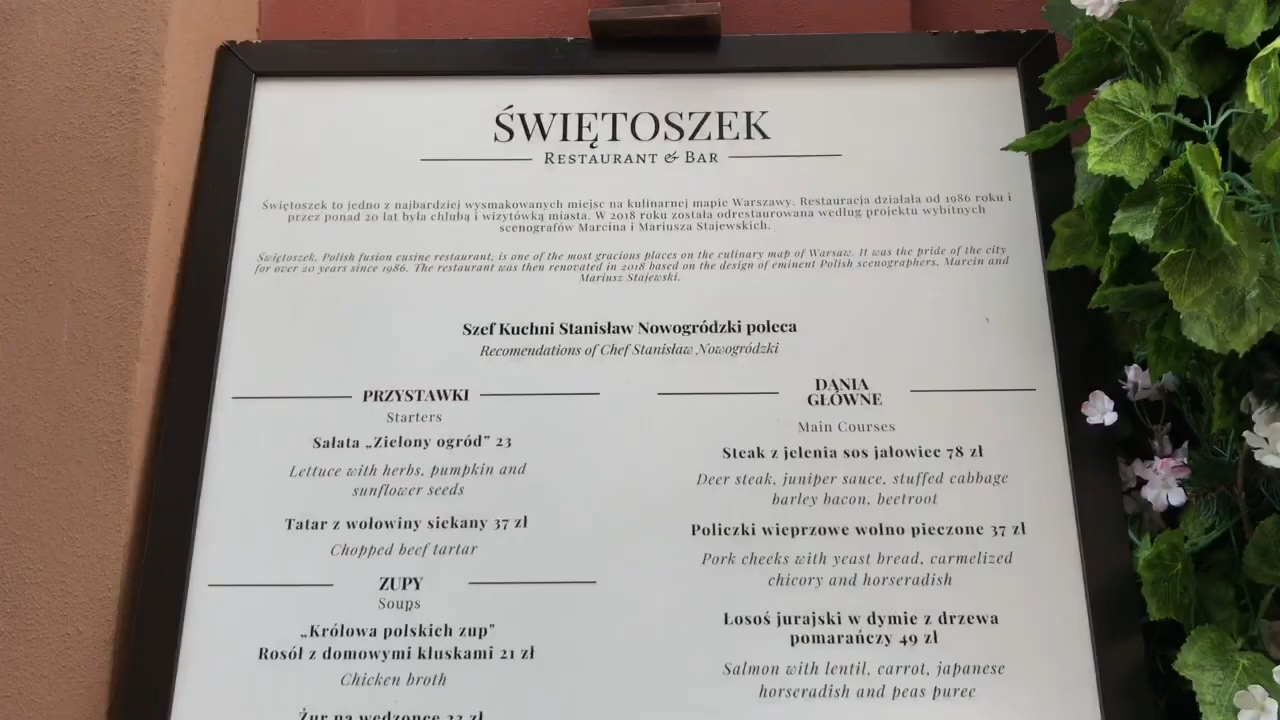 ŚWIĘTOSZEK
RESTAURANT & BAR
Świętoszek to jedno z najbardziej wysmakowanych miejsc na kulinarnej mapie Warszawy. Restauracja działała od 1986 roku i
przez ponad 20 lat była chlubą i wizytówką miasta. W 2018 roku została odrestaurowana według projektu wybitnych
scenografów Marcina i Mariusza Stajewskich.
Świętoszek, Polish fusion cusine restaurant, is one of the most gracious places on the culinary map of Warsaw. It was the pride of the city
for over 20 years since 1986. The restaurant was then renovated in 2018 based on the design of eminent Polish scenographers, Marcin and
Mariusz Stajewski.
Szef Kuchni Stanisław Nowogródzki poleca
Recomendations of Chef Stanisław Nowogródzki
PRZYSTAWKI
Starters
Sałata „Zielony ogród" 23
Lettuce with herbs, pumpkin and
sunflower seeds
Tatar z wołowiny siekany 37 zł
Chopped beef tartar
ZUPY
Soups
„Królowa polskich zup"
Rosół z domowymi kluskami 21 zł
Chicken broth
Żur na wędzonce 23 zł
DANIA
GŁÓWNE
Main Courses
Steak z jelenia sos jałowiec 78 zł
Deer steak, juniper sauce, stuffed cabbage
barley bacon, beetroot
Policzki wieprzowe wolno pieczone 37 zł
Pork cheeks with yeast bread, carmelized
chicory and horseradish
Łosoś jurajski w dymie z drzewa
pomarańczy 49 zł
Salmon with lentil, carrot, japanese
horseradish and peas puree